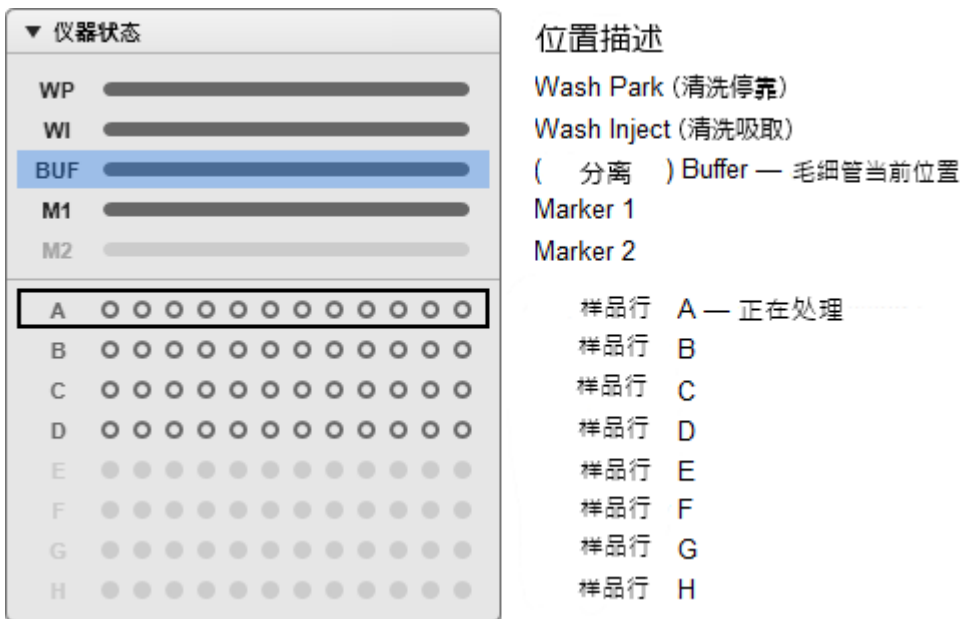 ▼ 仪器状态
位置描述
WP
Wash Park (清洗停靠)
WI
Wash Inject (清洗吸取)
BUF
( 分离 ) Buffer — 毛细管当前位置
M1
Marker 1
M2
Marker 2
A
样品行 A — 正在处理
B
样品行 B
C
样品行 C
D
样品行 D
E
样品行 E
F
样品行 F
G
样品行 G
H
样品行 H